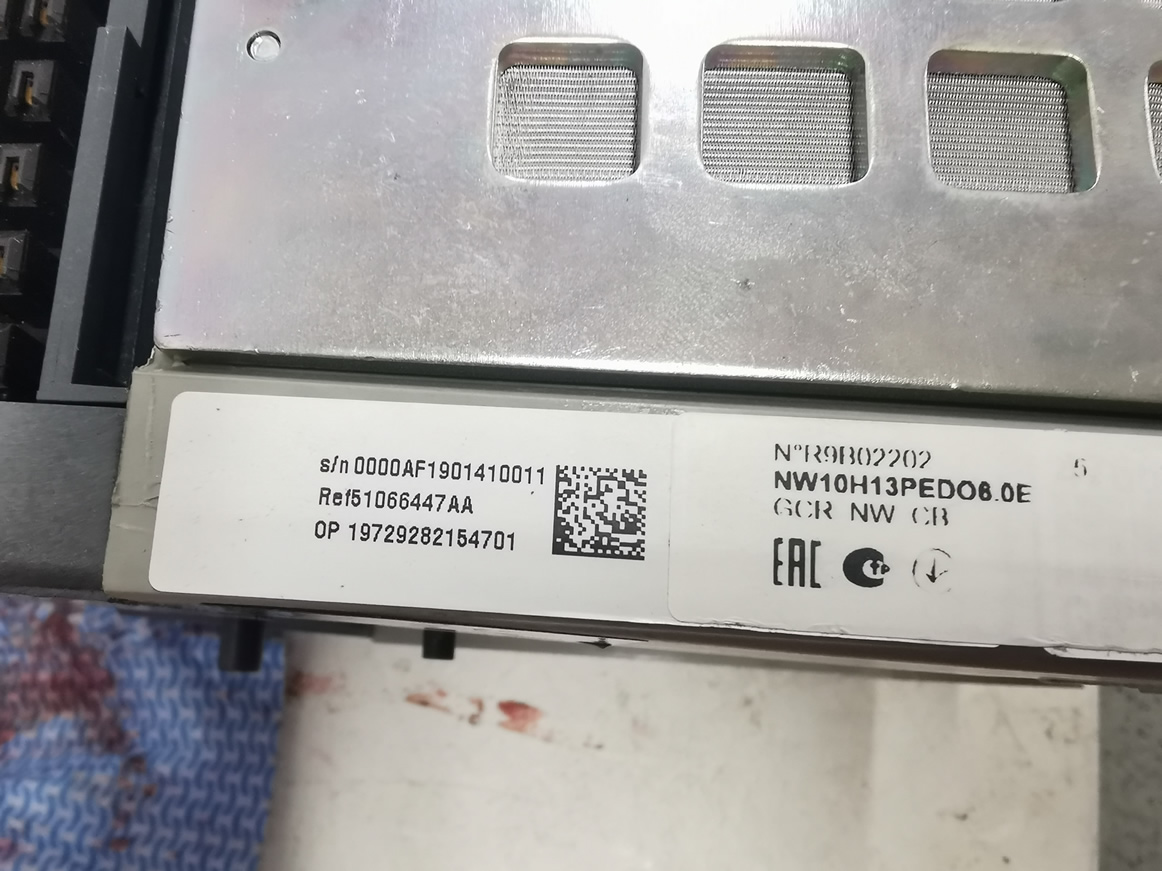 s/n 0000AF1901410011
Ref51066447AA
OP 19729282154701
N°R9B02202
5
NW10H13PEDO6.0E
GCR NW CB
EAC